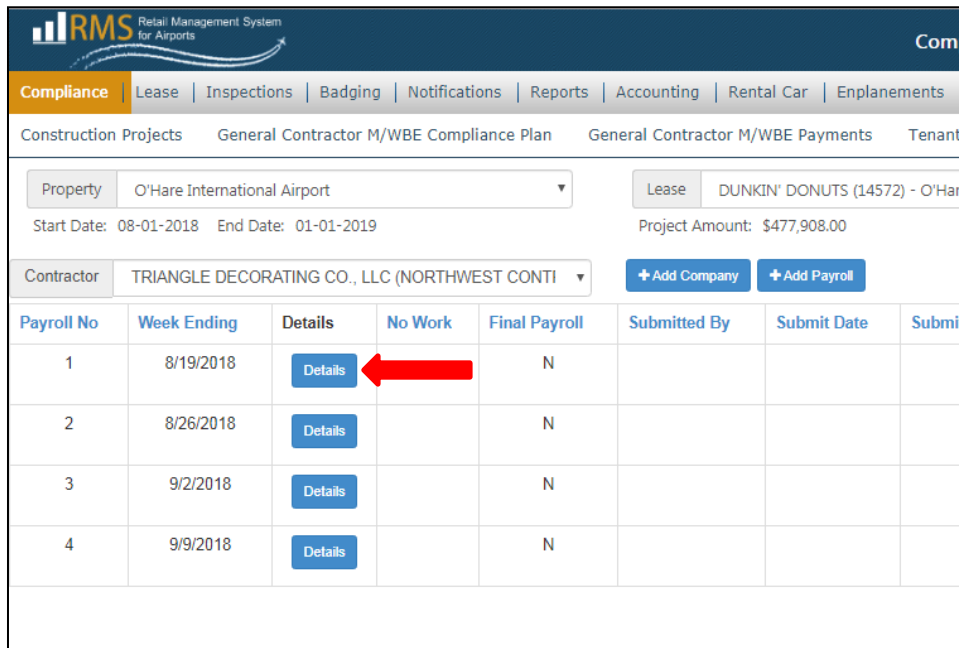 RMS Retail Management System
for Airports
Com
Compliance | Lease | Inspections | Badging | Notifications | Reports | Accounting | Rental Car | Enplanements
Construction Projects General Contractor M/WBE Compliance Plan General Contractor M/WBE Payments Tenant
Property O'Hare International Airport Lease DUNKIN' DONUTS (14572) - O'Har
Start Date: 08-01-2018 End Date: 01-01-2019 Project Amount: $477,908.00
Contractor TRIANGLE DECORATING CO., LLC (NORTHWEST CONTI +Add Company +Add Payroll
Payroll No Week Ending Details No Work Final Payroll Submitted By Submit Date Submi
1 8/19/2018 Details N
2 8/26/2018 Details N
3 9/2/2018 Details N
4 9/9/2018 Details N